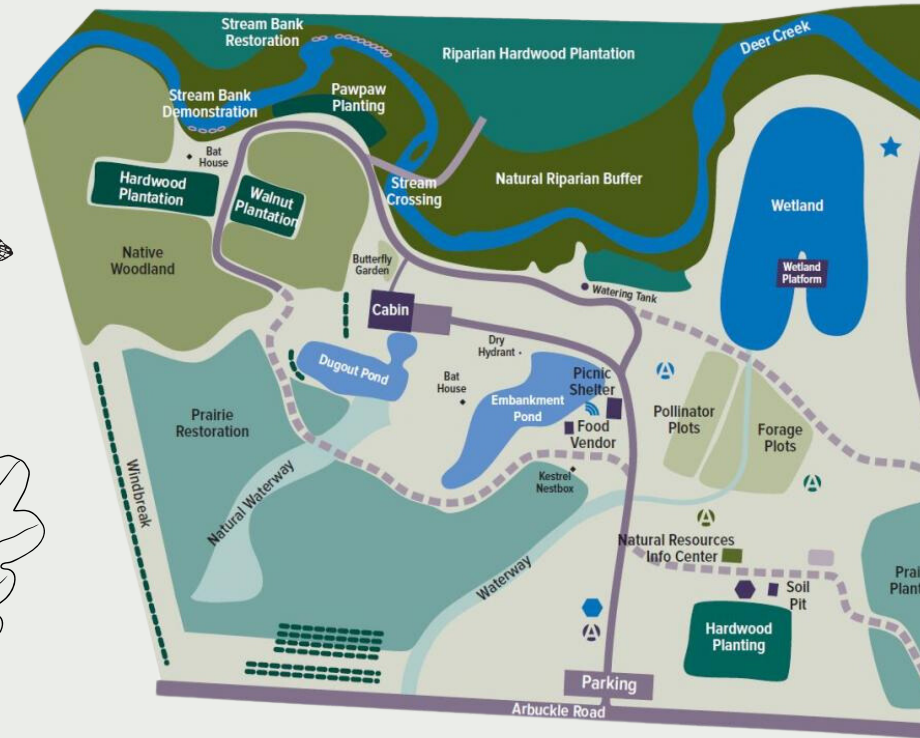 Stream Bank
Restoration
Riparian Hardwood Plantation
Deer Creek
Stream Bank
Demonstration
Pawpaw
Planting
Bat
House
Hardwood
Plantation
Walnut
Plantation
Stream
Crossing
Natural Riparian Buffer
Wetland
Native
Woodland
Butterfly
Garden
Wetland
Platform
Watering Tank
Cabin
Dry
Hydrant
Dugout Pond
Bat
House
Picnic
Shelter
Embankment
Pond
Food
Vendor
Pollinator
Plots
Forage
Plots
Prairie
Restoration
Windbreak
Natural Waterway
Kestrel
Nestbox
A
A
A
Natural Resources
Info Center
Waterway
Soil
Pit
Prai
Plant
A
Hardwood
Planting
Parking
Arbuckle Road